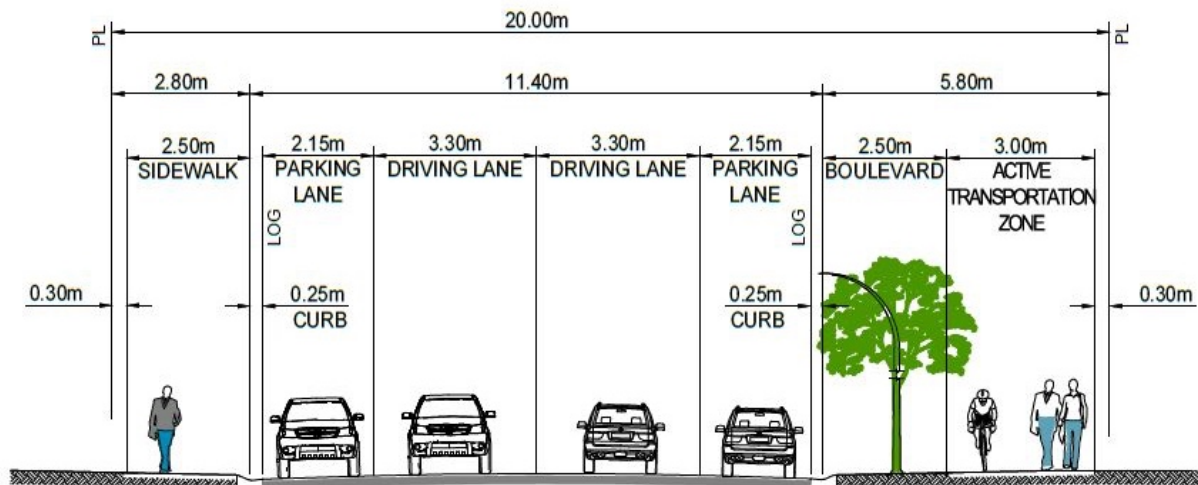 20.00m
PL
PL
2.80m
11.40m
5.80m
2.50m
SIDEWALK
2.15m
PARKING
LANE
3.30m
DRIVING LANE
3.30m
DRIVING LANE
2.15m
PARKING
LANE
2.50m
BOULEVARD
3.00m
ACTIVE
TRANSPORTATION
ZONE
LOG
LOG
0.30m
0.25m
CURB
0.25m
CURB
0.30m